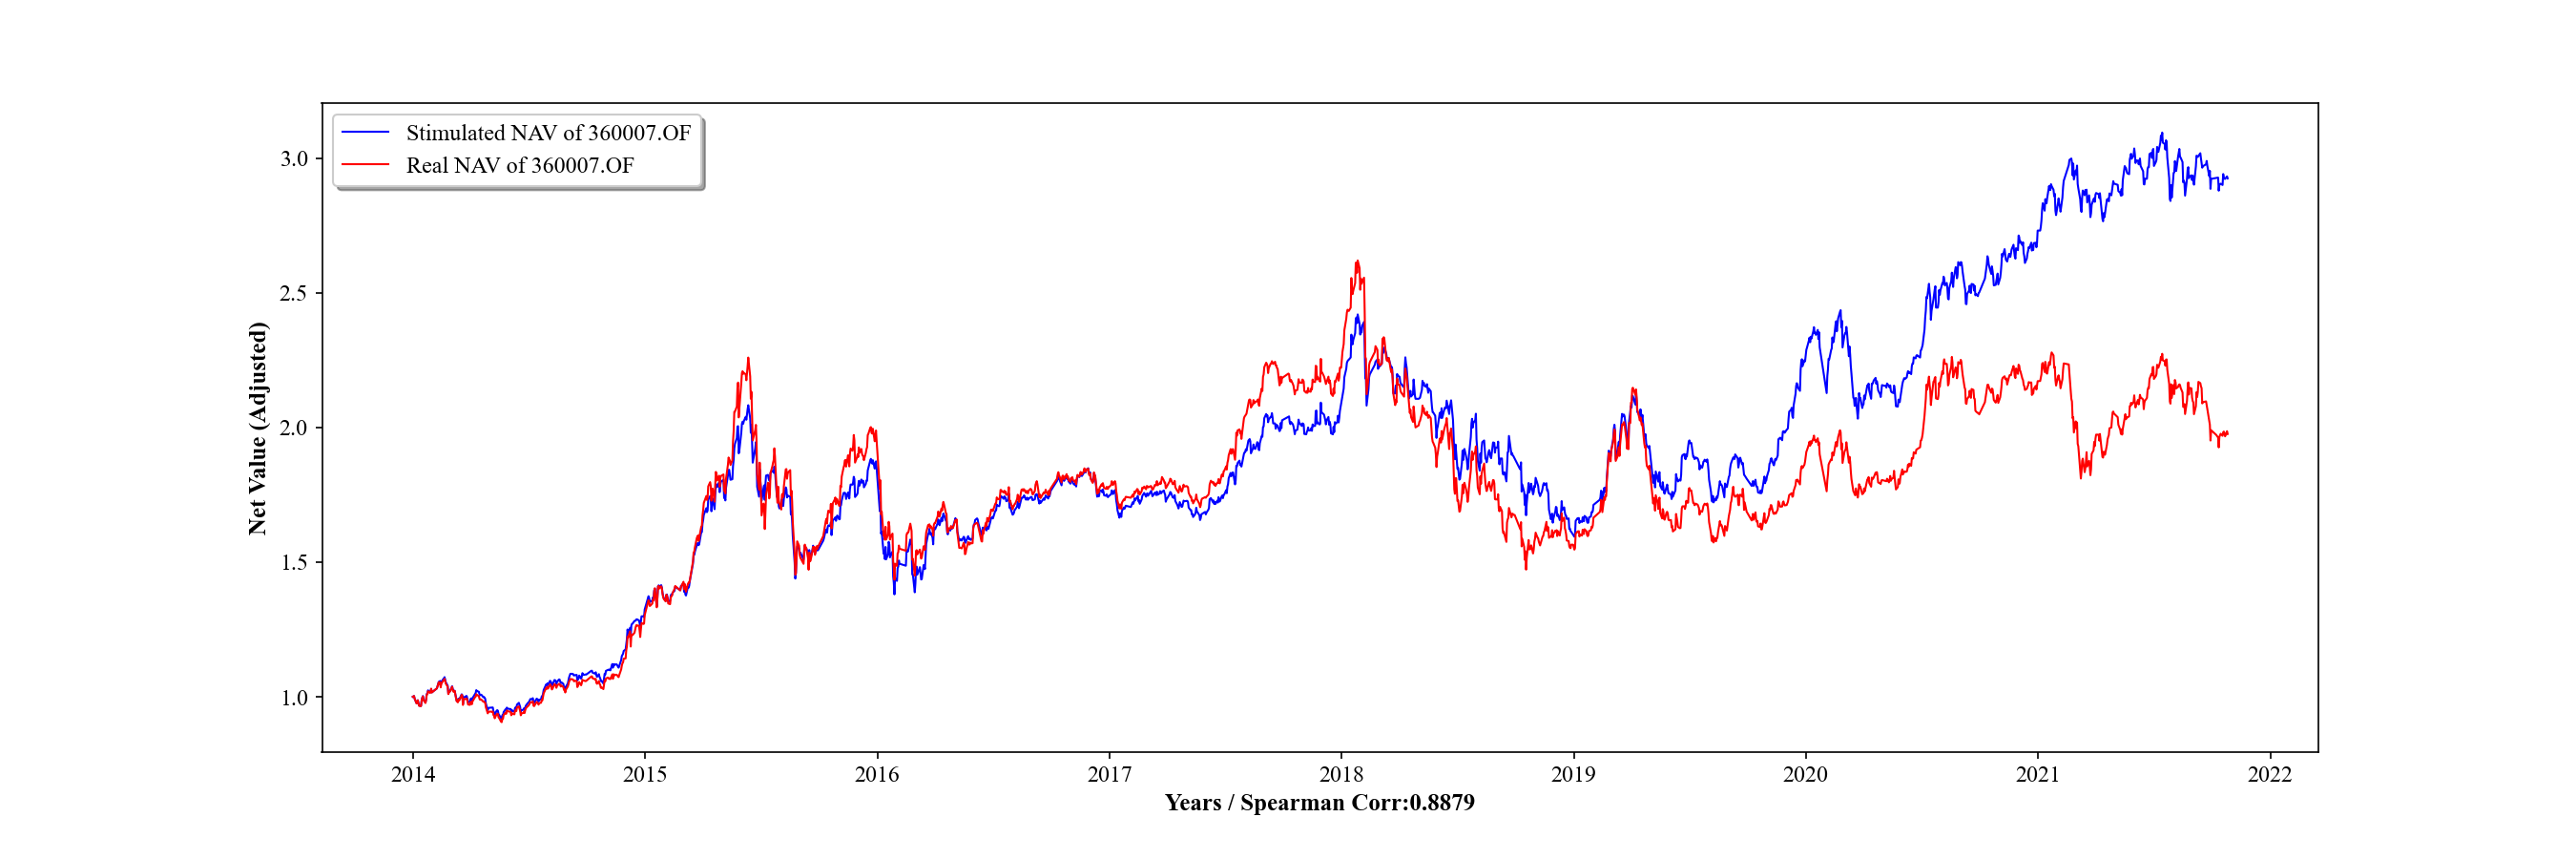 Stimulated NAV of 360007.OF
Real NAV of 360007.OF
3.0
2.5
2.0
1.5
1.0
Net Value (Adjusted)
2014 2015 2016 2017 2018 2019 2020 2021 2022
Years / Spearman Corr:0.8879